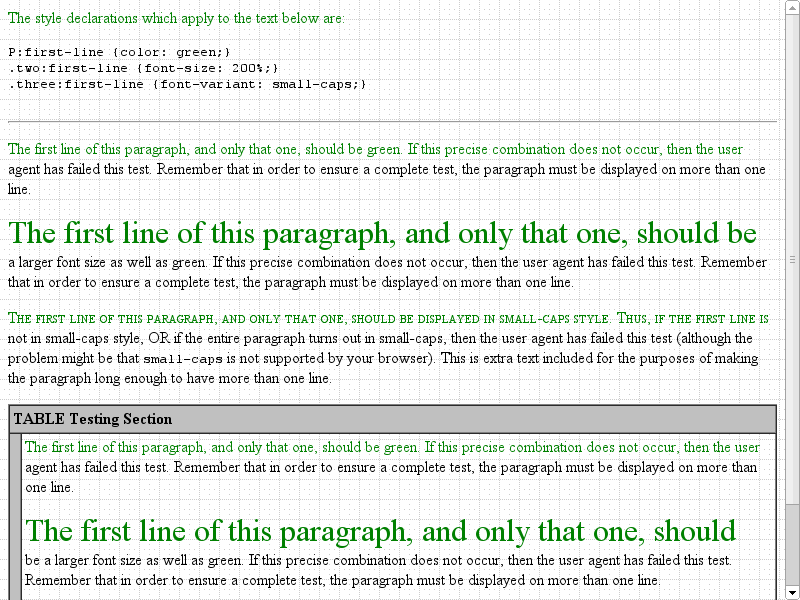 The style declarations which apply to the text below are:
P:first-line {color: green;}
.two:first-line {font-size: 200%;}
.three:first-line {font-variant: small-caps;}
The first line of this paragraph, and only that one, should be green. If this precise combination does not occur, then the user
agent has failed this test. Remember that in order to ensure a complete test, the paragraph must be displayed on more than one
line.
The first line of this paragraph, and only that one, should be
a larger font size as well as green. If this precise combination does not occur, then the user agent has failed this test. Remember
that in order to ensure a complete test, the paragraph must be displayed on more than one line.
The first line of this paragraph, and only that one, should be displayed in small-caps style. Thus, if the first line is
not in small-caps style, OR if the entire paragraph turns out in small-caps, then the user agent has failed this test (although the
problem might be that small-caps is not supported by your browser). This is extra text included for the purposes of making
the paragraph long enough to have more than one line.
TABLE Testing Section
The first line of this paragraph, and only that one, should be green. If this precise combination does not occur, then the user
agent has failed this test. Remember that in order to ensure a complete test, the paragraph must be displayed on more than
one line.
The first line of this paragraph, and only that one, should
be a larger font size as well as green. If this precise combination does not occur, then the user agent has failed this test.
Remember that in order to ensure a complete test, the paragraph must be displayed on more than one line.